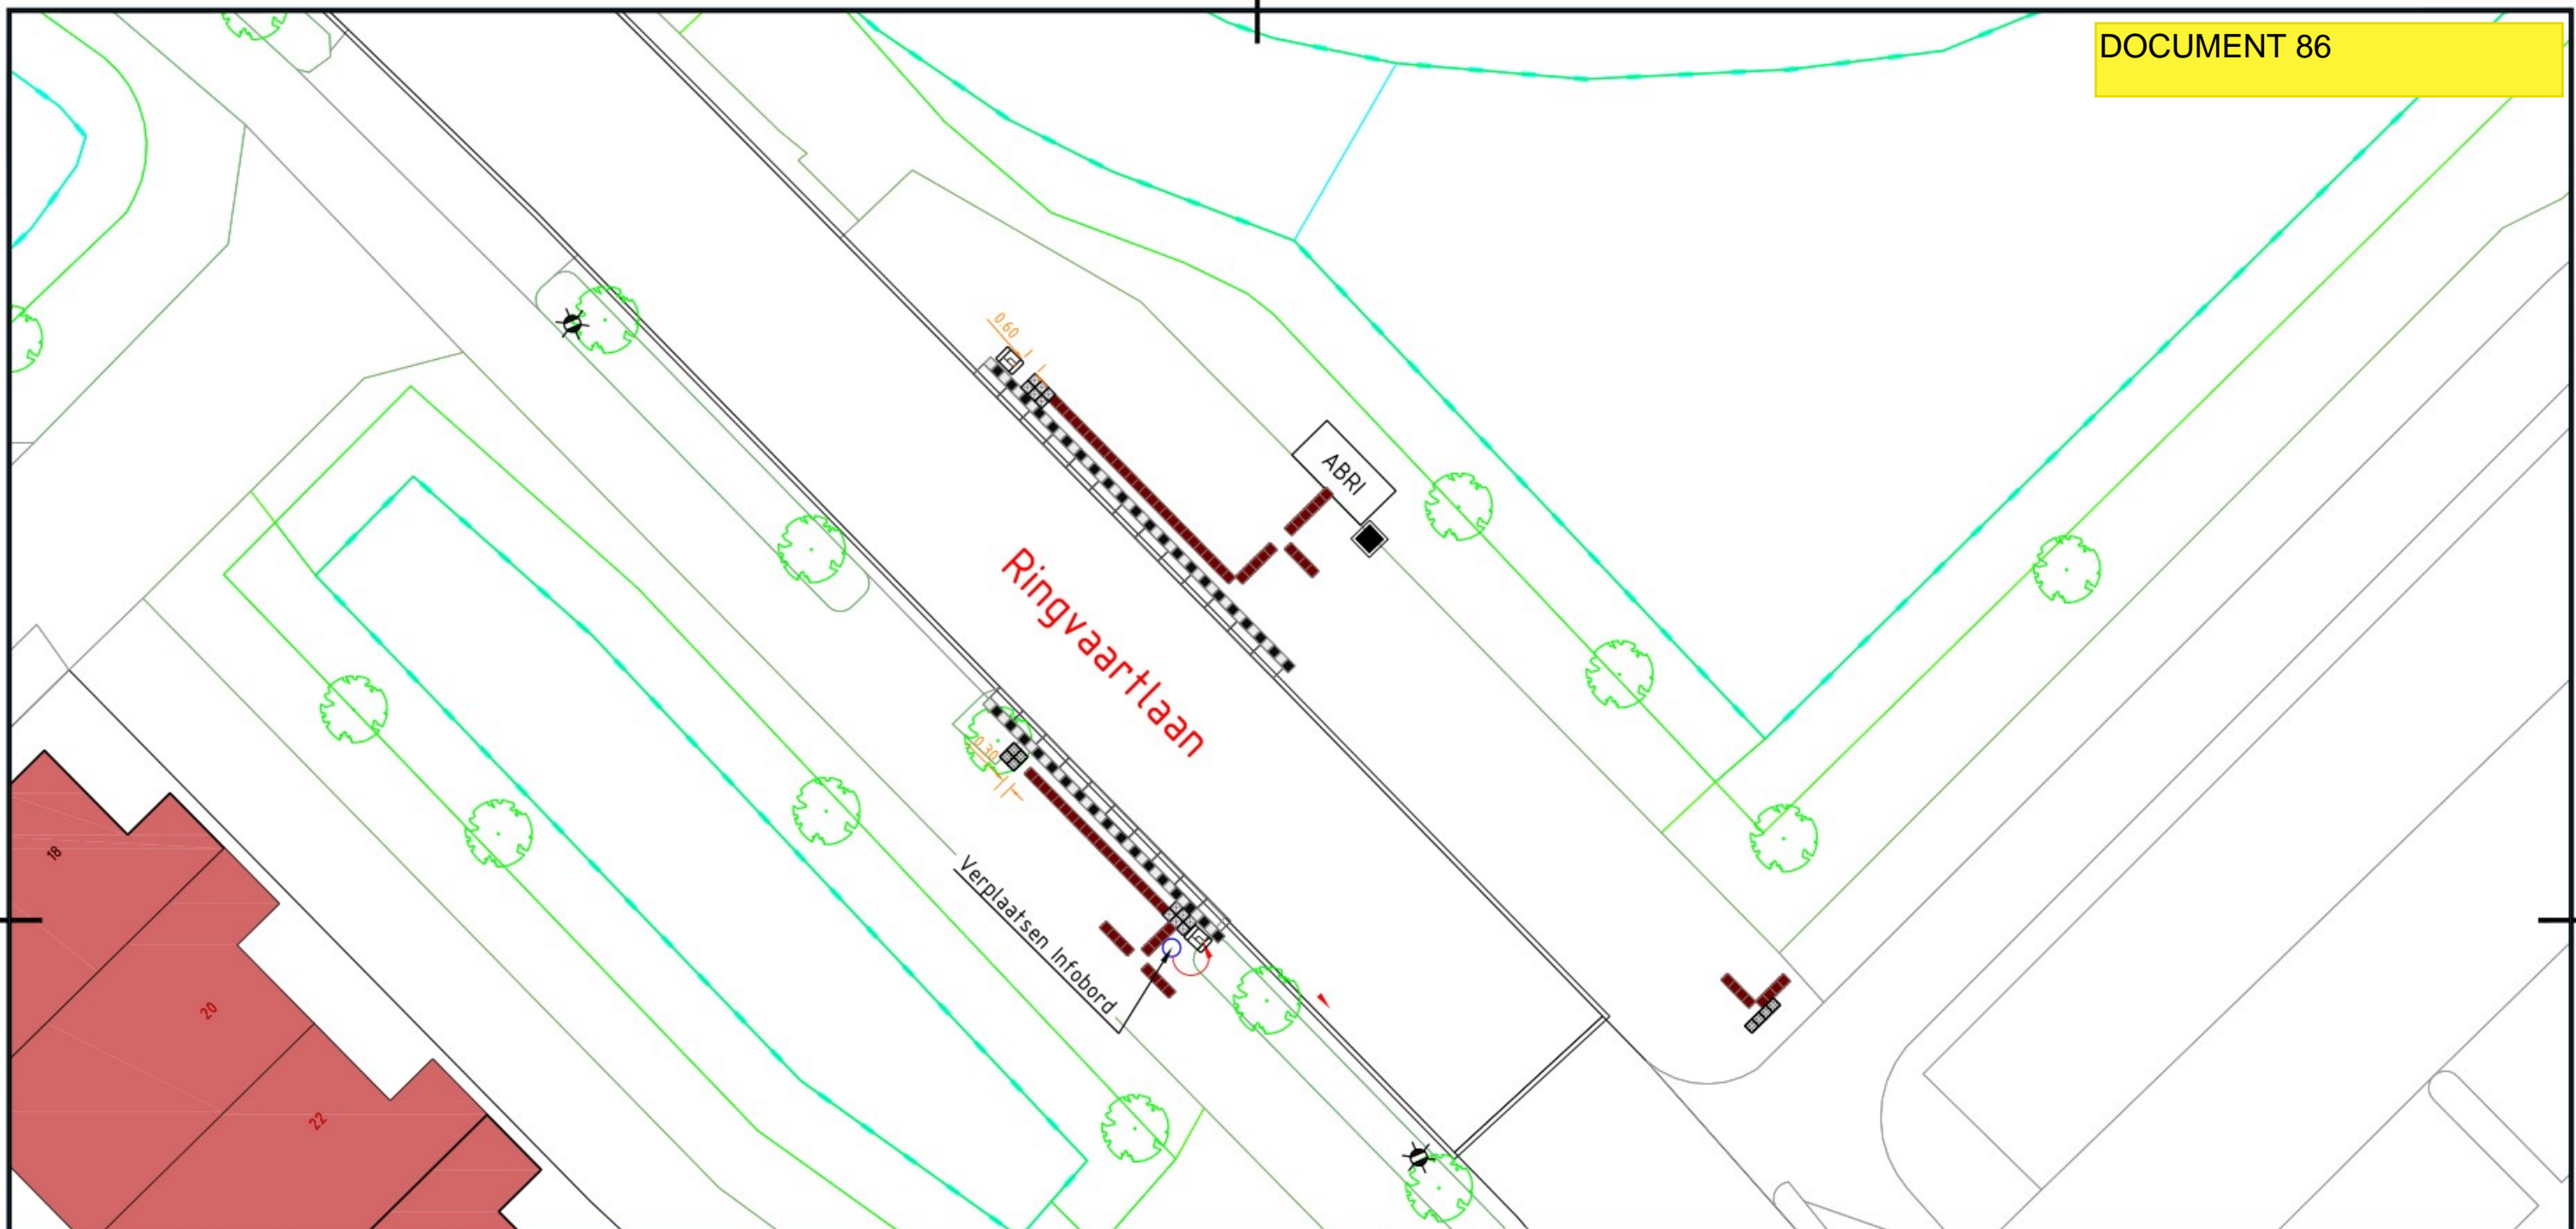 DOCUMENT 86
0.60
ABRI
Ringvaartlaan
0.30
Verplaatsen Infobord
18
20
22